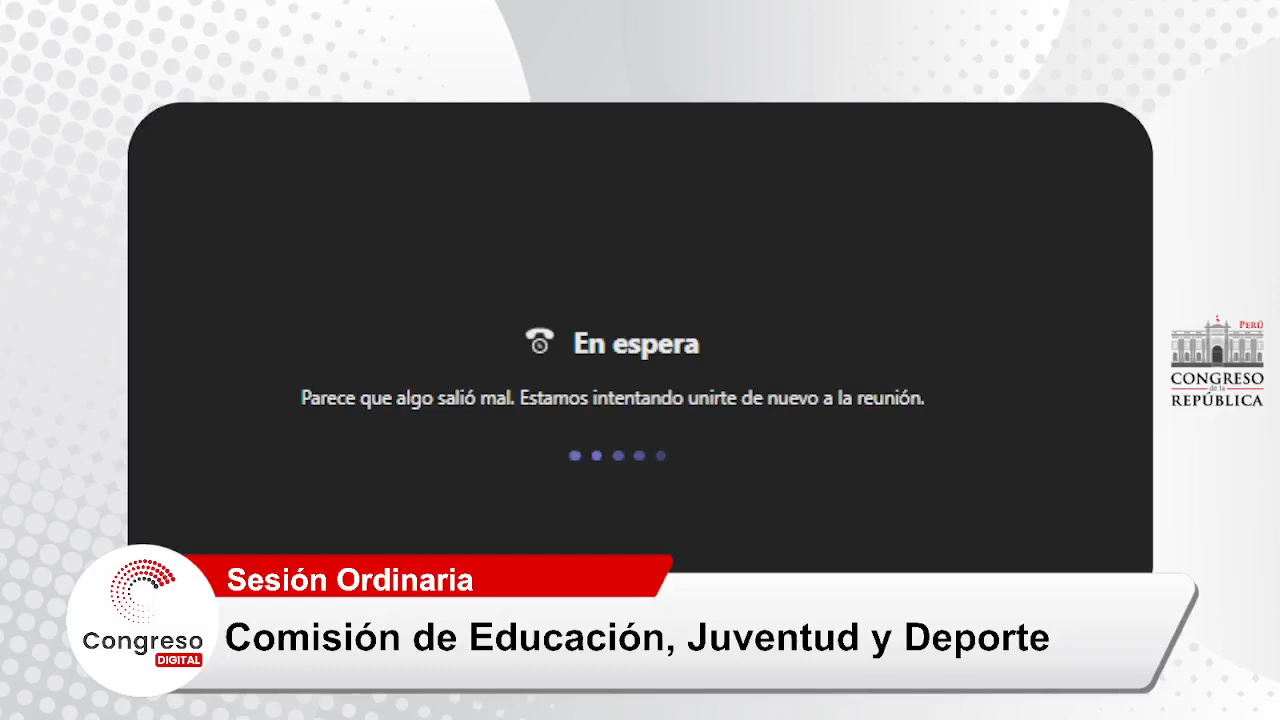 En espera
Parece que algo salió mal. Estamos intentando unirte de nuevo a la reunión.
PERÚ
CONGRESO
de la
REPÚBLICA
Sesión Ordinaria
Comisión de Educación, Juventud y Deporte
Congreso
DIGITAL